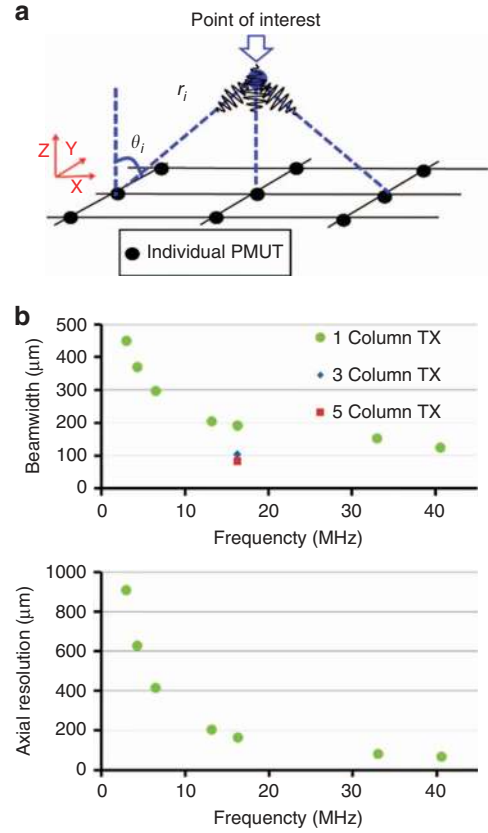 a
Point of interest
r_i
θ_i
Z
Y
X
Individual PMUT
b
500
400
300
200
100
0
Beamwidth (µm)
1 Column TX
3 Column TX
5 Column TX
0 10 20 30 40
Frequencty (MHz)
1000
800
600
400
200
0
Axial resolution (µm)
0 10 20 30 40
Frequencty (MHz)